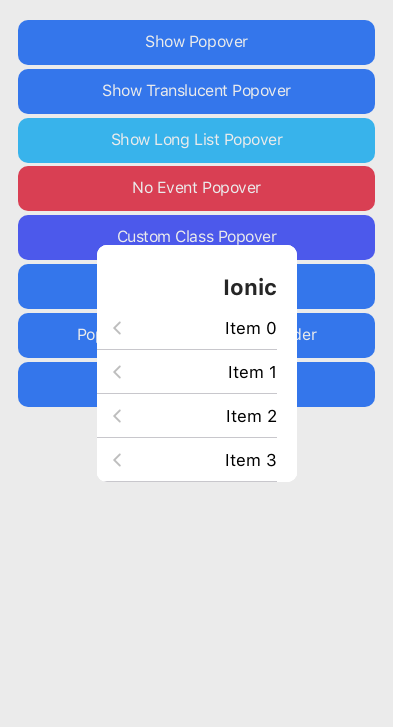 Show Popover
Show Translucent Popover
Show Long List Popover
No Event Popover
Custom Class Popover
Ionic
Item 0
Item 1
Item 2
Item 3